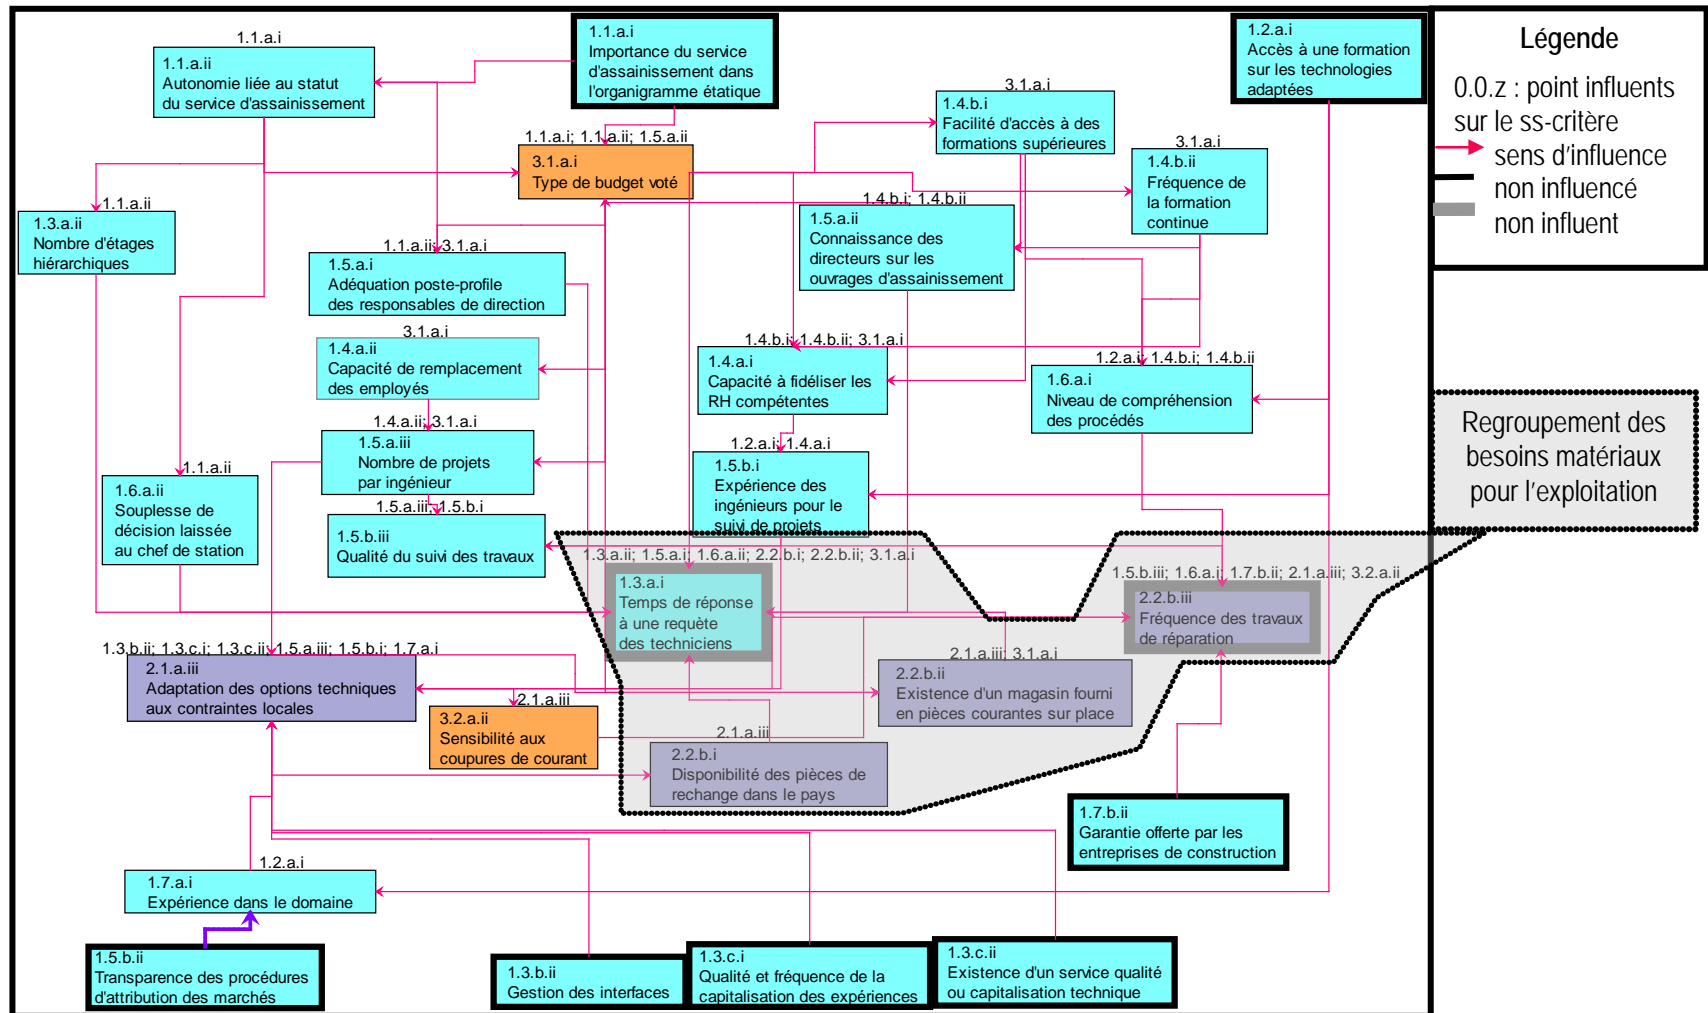 1.1.a.i
1.1.a.ii
Autonomie liée au statut
du service d'assainissement
1.1.a.i
Importance du service
d'assainissement dans
l'organigramme étatique
1.2.a.i
Accès à une formation
sur les technologies
adaptées
Légende
0.0.z : point influents
sur le ss-critère
sens d'influence
non influencé
non influent
3.1.a.i
1.4.b.i
Facilité d'accès à des
formations supérieures
1.1.a.i; 1.1.a.ii; 1.5.a.ii
3.1.a.i
Type de budget voté
3.1.a.i
1.4.b.ii
Fréquence de
la formation
continue
1.1.a.ii
1.3.a.ii
Nombre d'étages
hiérarchiques
1.4.b.i; 1.4.b.ii
1.5.a.ii
Connaissance des
directeurs sur les
ouvrages d'assainissement
1.1.a.ii; 3.1.a.i
1.5.a.i
Adéquation poste-profile
des responsables de direction
3.1.a.i
1.4.a.ii
Capacité de remplacement
des employés
1.4.b.i; 1.4.b.ii; 3.1.a.i
1.4.a.i
Capacité à fidéliser les
RH compétentes
1.2.a.i; 1.4.b.i; 1.4.b.ii
1.6.a.i
Niveau de compréhension
des procédés
Regroupement des
besoins matériaux
pour l'exploitation
1.4.a.ii; 3.1.a.i
1.5.a.iii
Nombre de projets
par ingénieur
1.2.a.i; 1.4.a.i
1.5.b.i
Expérience des
ingénieurs pour le
suivi de projets
1.1.a.ii
1.6.a.ii
Souplesse de
décision laissée
au chef de station
1.5.a.iii; 1.5.b.i
1.5.b.iii
Qualité du suivi des travaux
1.3.a.ii; 1.5.a.i; 1.6.a.ii; 2.2.b.i; 2.2.b.ii; 3.1.a.i
1.3.a.i
Temps de réponse
à une requète
des techniciens
1.5.b.iii; 1.6.a.i; 1.7.b.ii; 2.1.a.iii; 3.2.a.ii
2.2.b.iii
Fréquence des travaux
de réparation
1.3.b.ii; 1.3.c.i; 1.3.c.ii; 1.5.a.iii; 1.5.b.i; 1.7.a.i
2.1.a.iii
Adaptation des options techniques
aux contraintes locales
2.1.a.iii; 3.1.a.i
2.2.b.ii
Existence d'un magasin fourni
en pièces courantes sur place
2.1.a.iii
3.2.a.ii
Sensibilité aux
coupures de courant
2.1.a.iii
2.2.b.i
Disponibilité des pièces de
rechange dans le pays
1.7.b.ii
Garantie offerte par les
entreprises de construction
1.2.a.i
1.7.a.i
Expérience dans le domaine
1.5.b.ii
Transparence des procédures
d'attribution des marchés
1.3.b.ii
Gestion des interfaces
1.3.c.i
Qualité et fréquence de la
capitalisation des expériences
1.3.c.ii
Existence d'un service qualité
ou capitalisation technique